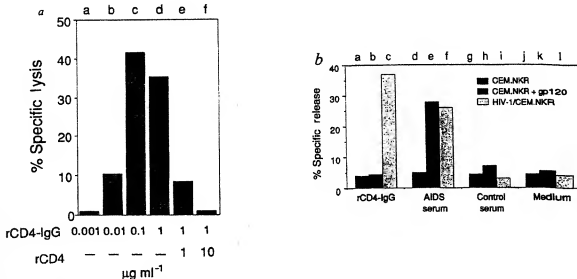 a
a b c d e f
% Specific lysis
50
40
30
20
10
0
rCD4-IgG 0.001 0.01 0.1 1 1 1
rCD4 — — — — 1 10
µg ml⁻¹
b
a b c d e f g h i j k l
% Specific release
40
30
20
10
0
CEM.NKR
CEM.NKR + gp120
HIV-1/CEM.NKR
rCD4-IgG
AIDS serum
Control serum
Medium